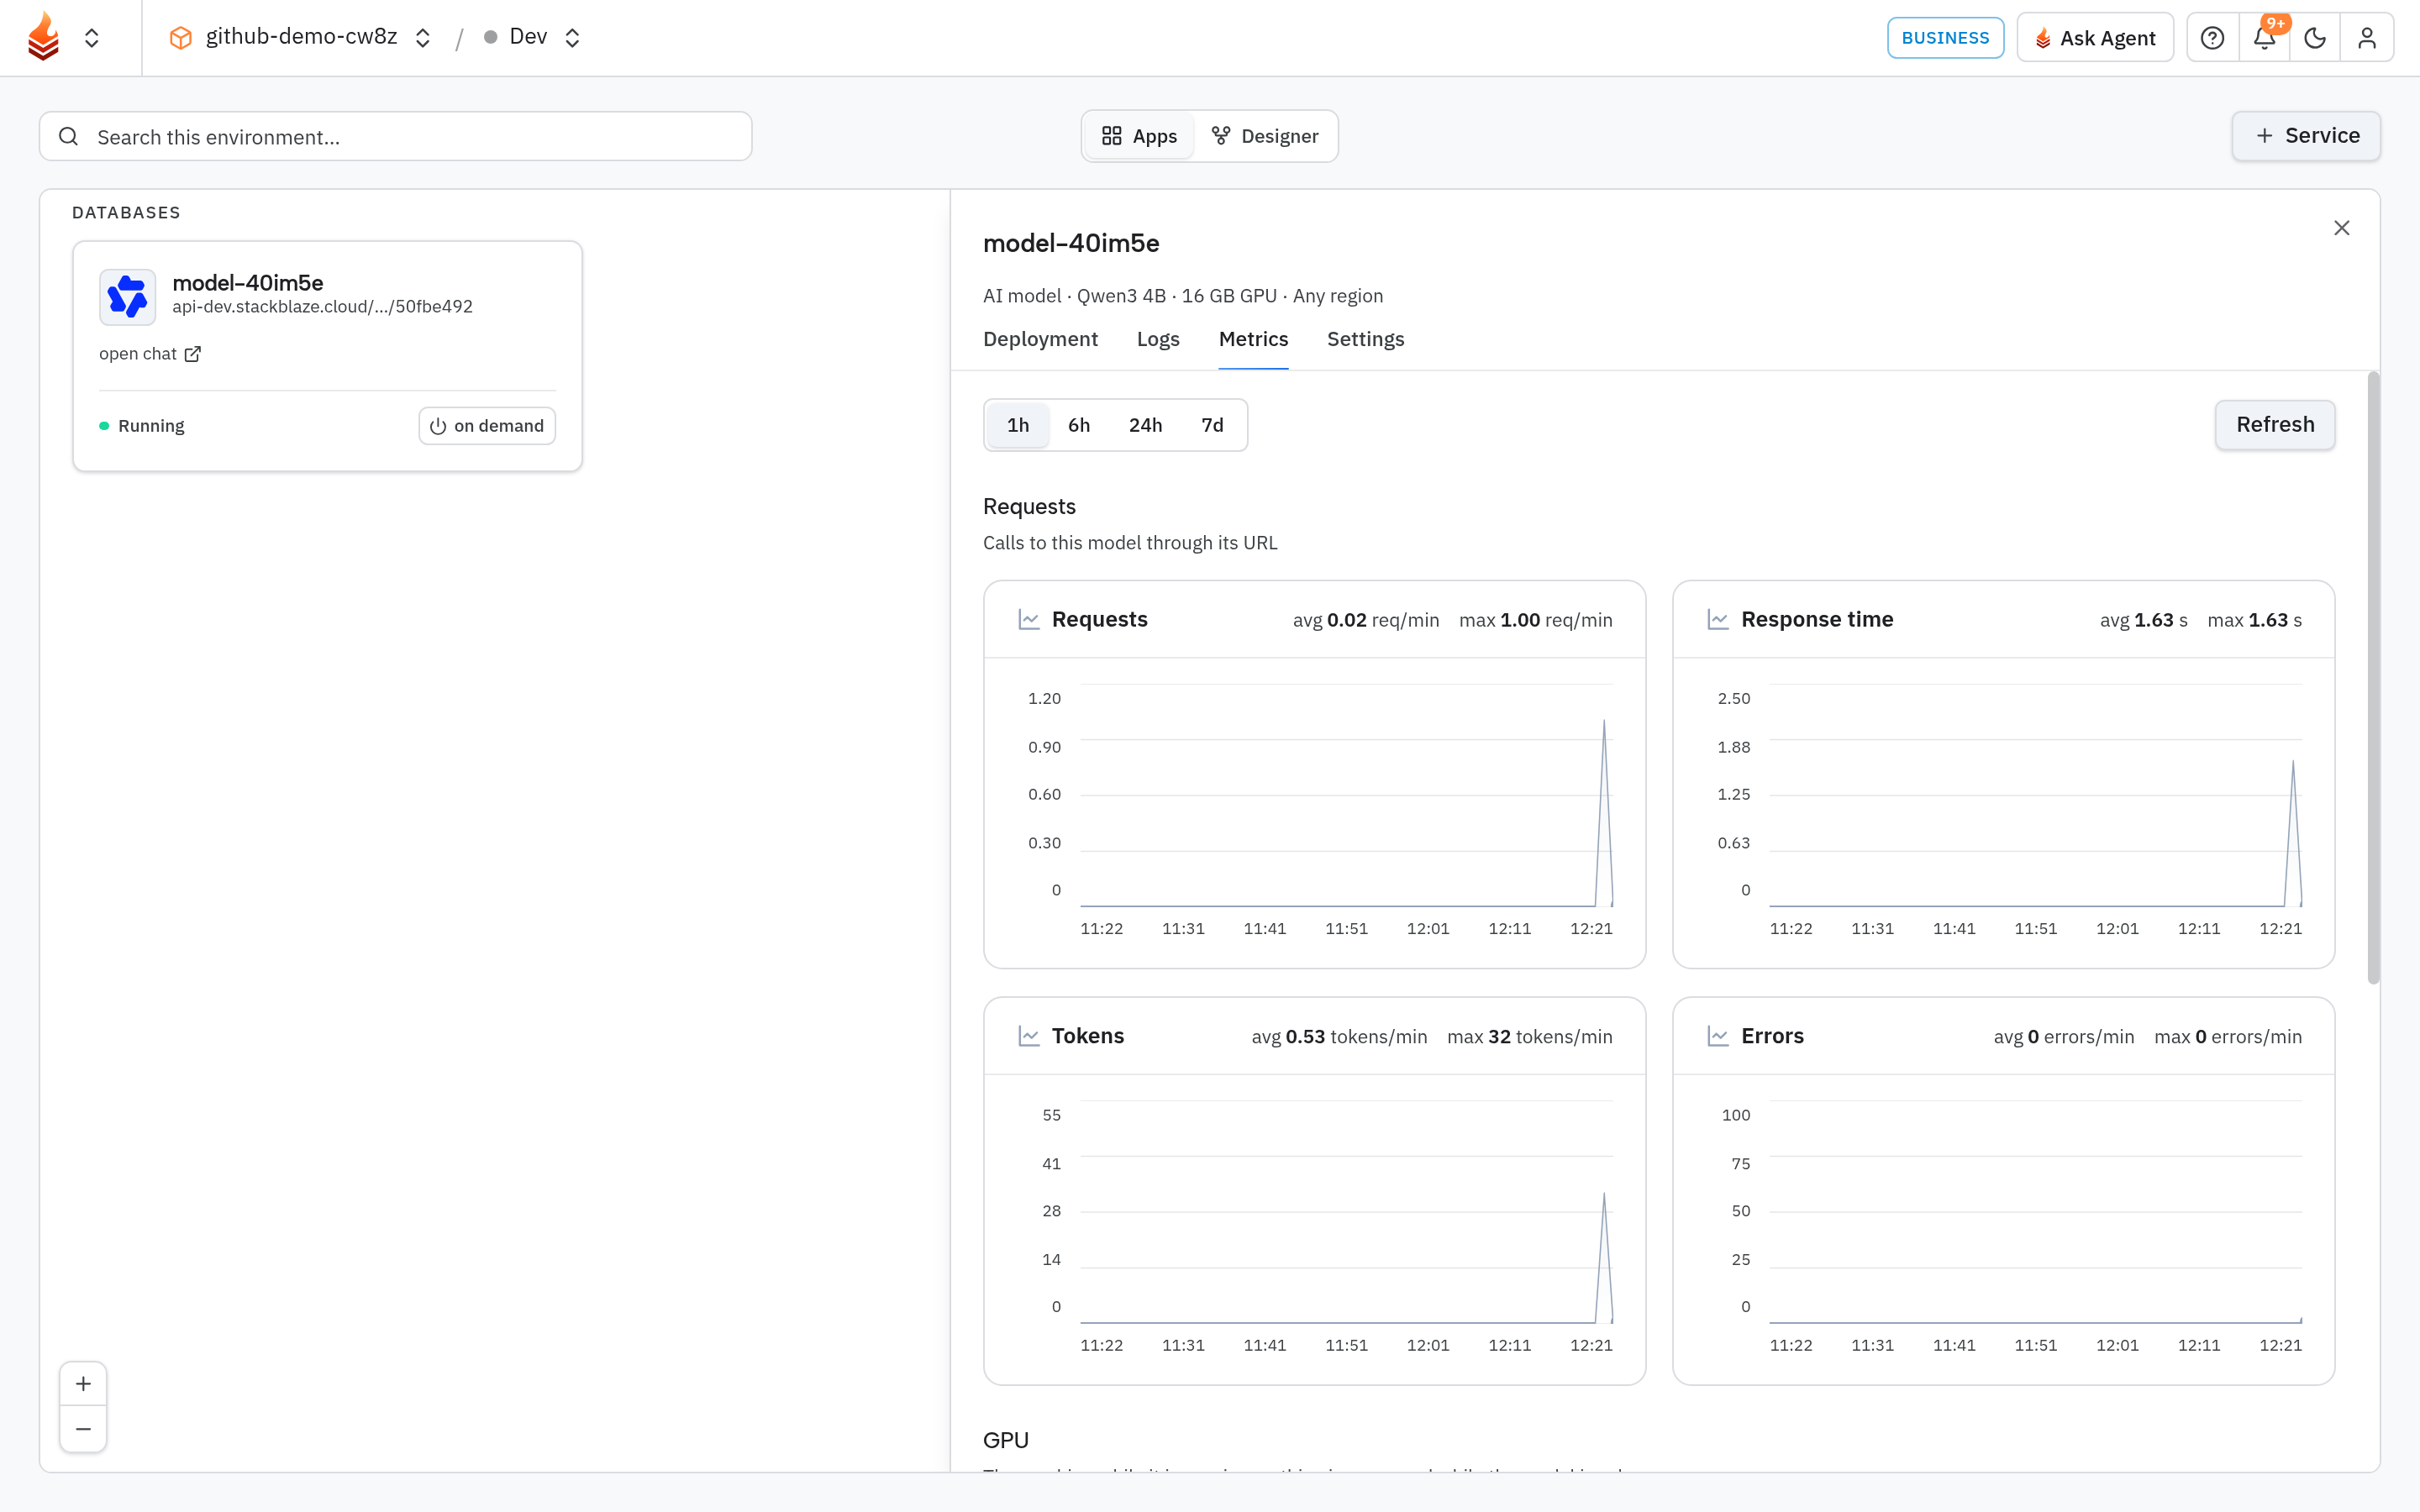 github-demo-cw8z / Dev
BUSINESS
Ask Agent
9+
Search this environment...
Apps
Designer
+ Service
DATABASES
model-40im5e
api-dev.stackblaze.cloud/.../50fbe492
open chat
Running
on demand
model-40im5e
AI model · Qwen3 4B · 16 GB GPU · Any region
Deployment Logs Metrics Settings
1h 6h 24h 7d
Refresh
Requests
Calls to this model through its URL
Requests avg 0.02 req/min max 1.00 req/min
1.20
0.90
0.60
0.30
0
11:22 11:31 11:41 11:51 12:01 12:11 12:21
Response time avg 1.63 s max 1.63 s
2.50
1.88
1.25
0.63
0
11:22 11:31 11:41 11:51 12:01 12:11 12:21
Tokens avg 0.53 tokens/min max 32 tokens/min
55
41
28
14
0
11:22 11:31 11:41 11:51 12:01 12:11 12:21
Errors avg 0 errors/min max 0 errors/min
100
75
50
25
0
11:22 11:31 11:41 11:51 12:01 12:11 12:21
GPU